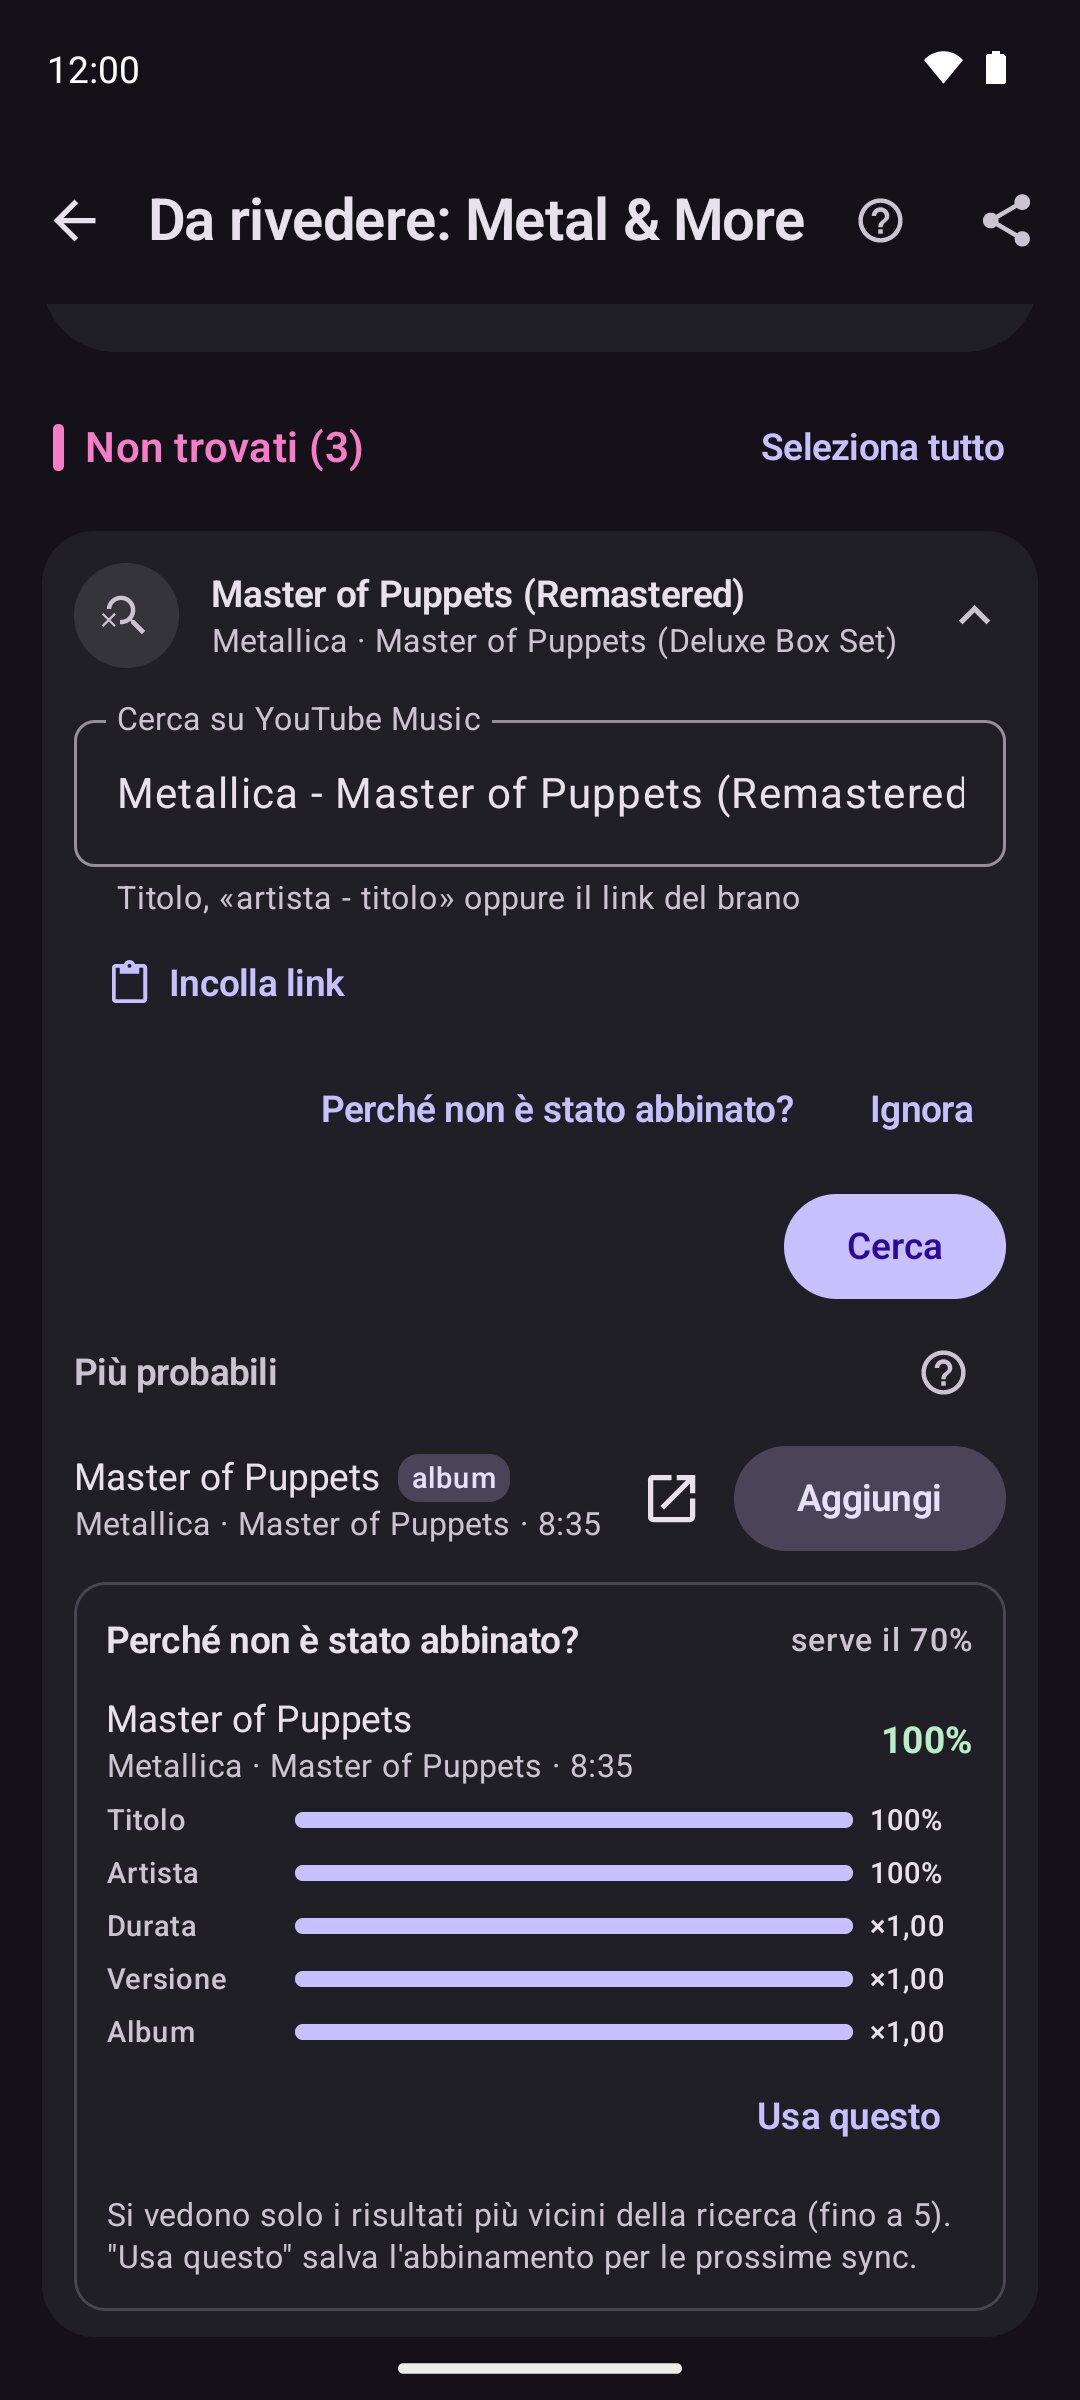 12:00
Da rivedere: Metal & More
Non trovati (3)
Seleziona tutto
Master of Puppets (Remastered)
Metallica · Master of Puppets (Deluxe Box Set)
Cerca su YouTube Music
Metallica - Master of Puppets (Remastered
Titolo, «artista - titolo» oppure il link del brano
Incolla link
Perché non è stato abbinato?
Ignora
Cerca
Più probabili
Master of Puppets album
Metallica · Master of Puppets · 8:35
Aggiungi
Perché non è stato abbinato?
serve il 70%
Master of Puppets
Metallica · Master of Puppets · 8:35
100%
Titolo 100%
Artista 100%
Durata ×1,00
Versione ×1,00
Album ×1,00
Usa questo
Si vedono solo i risultati più vicini della ricerca (fino a 5).
"Usa questo" salva l'abbinamento per le prossime sync.